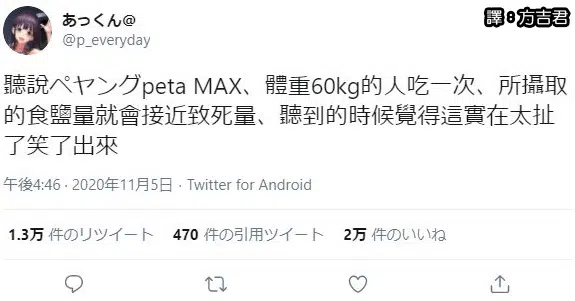 譯：方吉君
あっくん@
@p_everyday
聽說ペヤングpeta MAX、體重60kg的人吃一次、所攝取
的食鹽量就會接近致死量、聽到的時候覺得這實在太扯
了笑了出來
午後4:46 · 2020年11月5日 · Twitter for Android
1.3万 件のリツイート 470 件の引用ツイート 2万 件のいいね